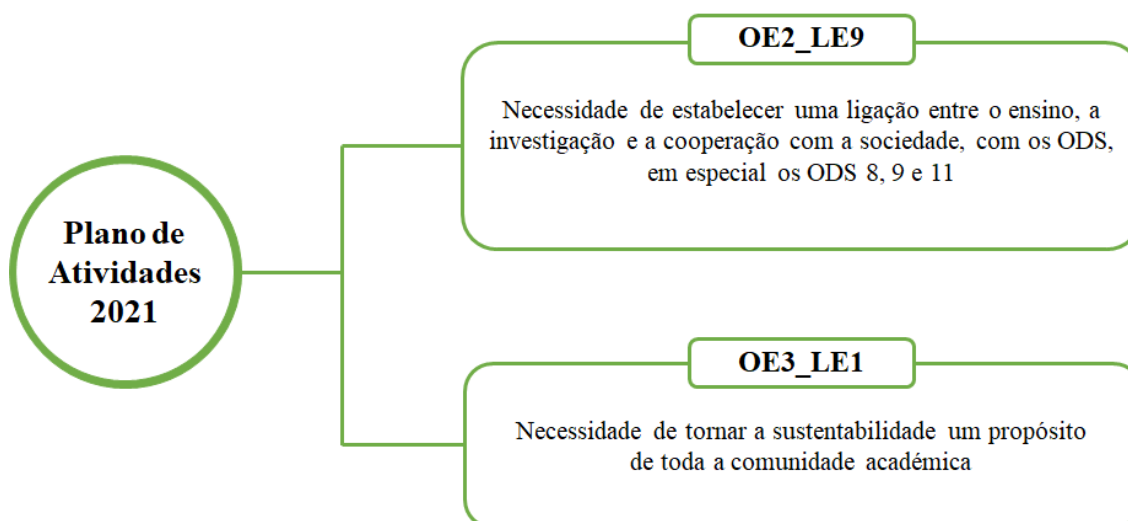 OE2_LE9
Necessidade de estabelecer uma ligação entre o ensino, a
investigação e a cooperação com a sociedade, com os ODS,
em especial os ODS 8, 9 e 11
Plano de
Atividades
2021
OE3_LE1
Necessidade de tornar a sustentabilidade um propósito
de toda a comunidade académica